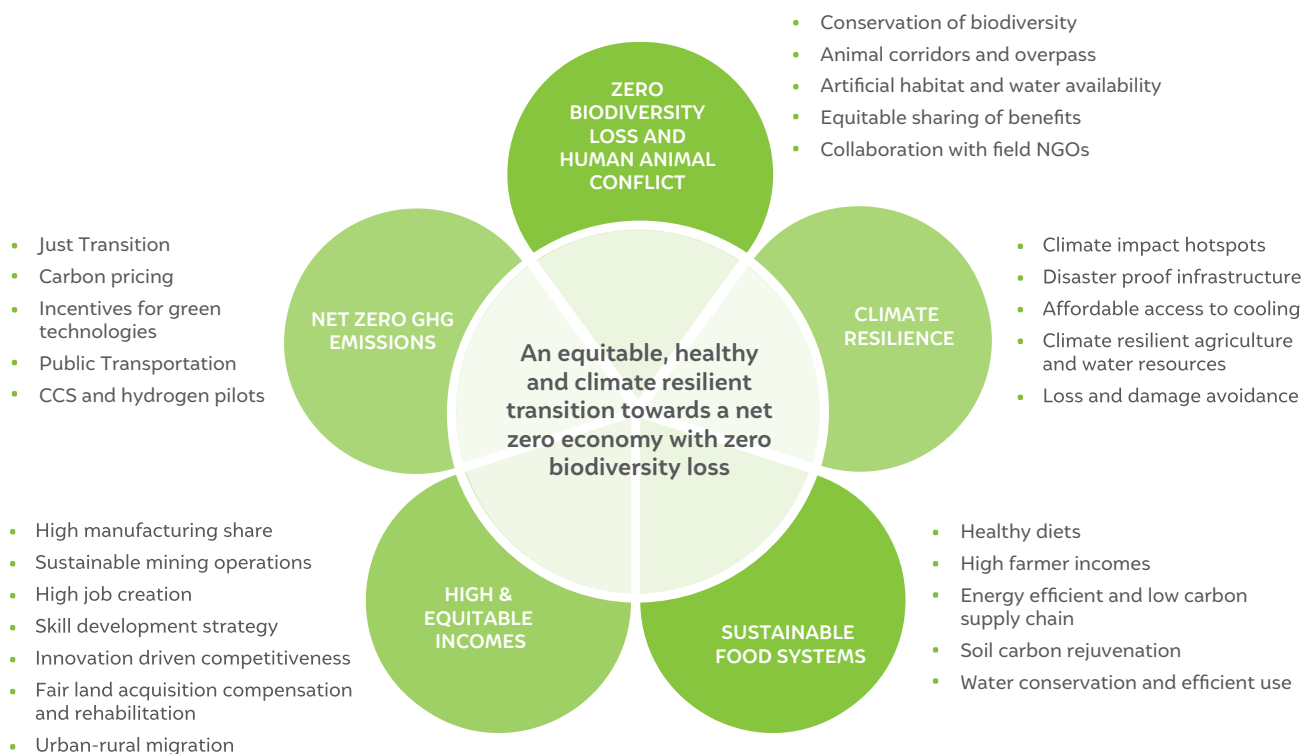 ZERO
BIODIVERSITY
LOSS AND
HUMAN ANIMAL
CONFLICT
• Conservation of biodiversity
• Animal corridors and overpass
• Artificial habitat and water availability
• Equitable sharing of benefits
• Collaboration with field NGOs
• Just Transition
• Carbon pricing
• Incentives for green
technologies
• Public Transportation
• CCS and hydrogen pilots
NET ZERO GHG
EMISSIONS
CLIMATE
RESILIENCE
• Climate impact hotspots
• Disaster proof infrastructure
• Affordable access to cooling
• Climate resilient agriculture
and water resources
• Loss and damage avoidance
An equitable, healthy
and climate resilient
transition towards a net
zero economy with zero
biodiversity loss
• High manufacturing share
• Sustainable mining operations
• High job creation
• Skill development strategy
• Innovation driven competitiveness
• Fair land acquisition compensation
and rehabilitation
• Urban-rural migration
HIGH &
EQUITABLE
INCOMES
SUSTAINABLE
FOOD SYSTEMS
• Healthy diets
• High farmer incomes
• Energy efficient and low carbon
supply chain
• Soil carbon rejuvenation
• Water conservation and efficient use